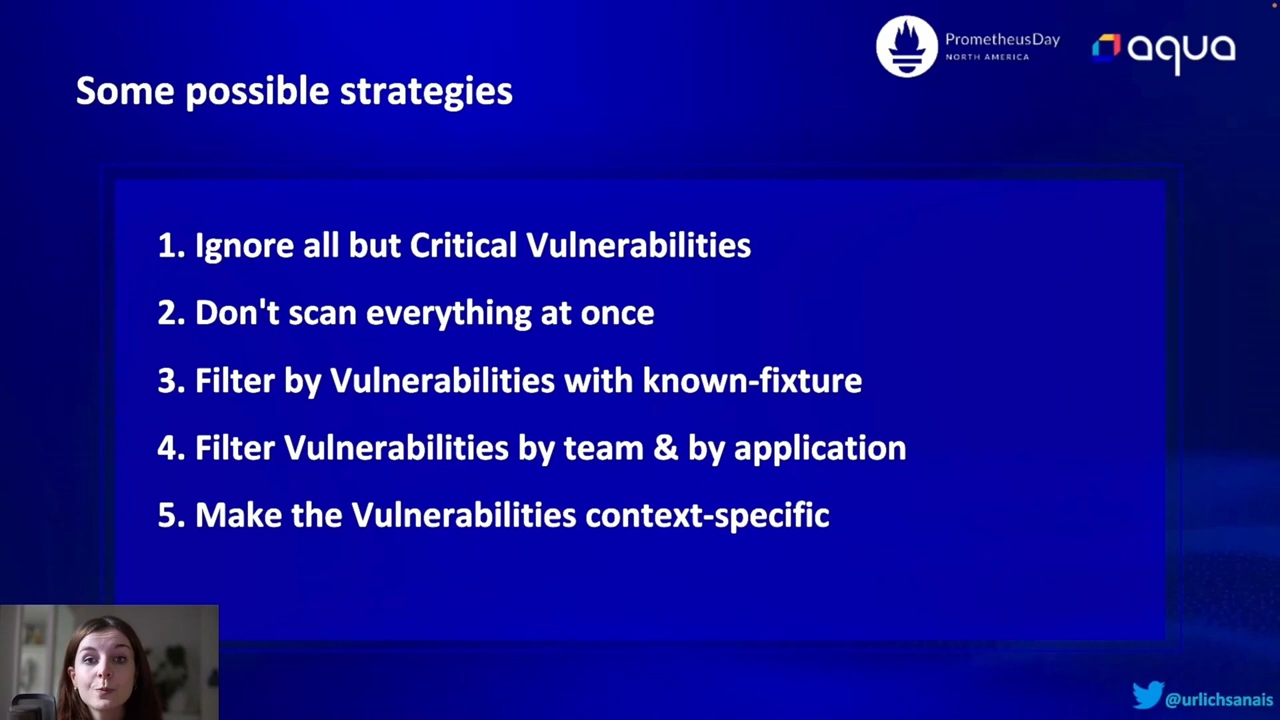 PrometheusDay
NORTH AMERICA
aqua
Some possible strategies
1. Ignore all but Critical Vulnerabilities
2. Don't scan everything at once
3. Filter by Vulnerabilities with known-fixture
4. Filter Vulnerabilities by team & by application
5. Make the Vulnerabilities context-specific
@urlichsanais